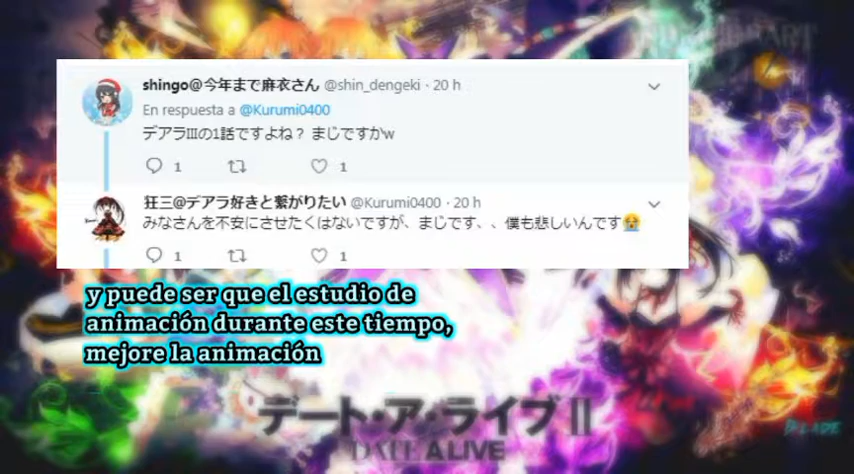 shingo@今年まで麻衣さん @shin_dengeki · 20 h
En respuesta a @Kurumi0400
デアラⅢの1話ですよね？ まじですかw
1 1
狂三@デアラ好きと繋がりたい @Kurumi0400 · 20 h
みなさんを不安にさせたくはないですが、まじです、、僕も悲しいんです😭
1 1
y puede ser que el estudio de
animación durante este tiempo,
mejore la animación
デート・ア・ライブⅡ
DATE A LIVE
BLADE